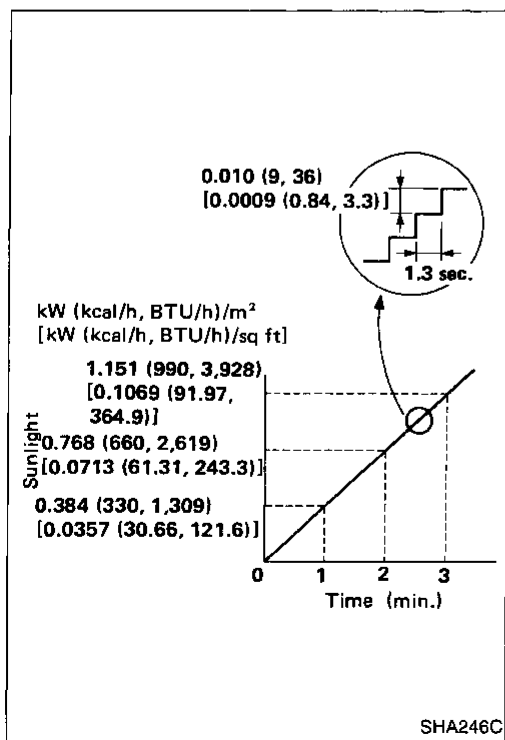 0.010 (9, 36)
[0.0009 (0.84, 3.3)]
1.3 sec.
kW (kcal/h, BTU/h)/m²
[kW (kcal/h, BTU/h)/sq ft]
1.151 (990, 3,928)
[0.1069 (91.97,
364.9)]
Sunlight
0.768 (660, 2,619)
[0.0713 (61.31, 243.3)]
0.384 (330, 1,309)
[0.0357 (30.66, 121.6)]
0 1 2 3
Time (min.)
SHA246C